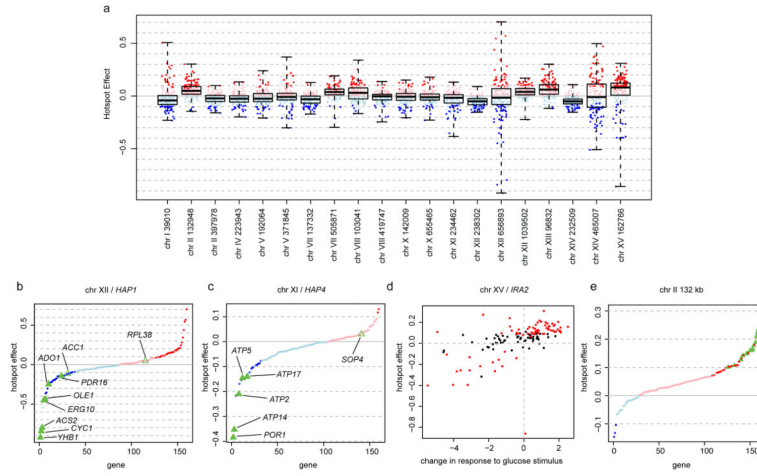 a
Hotspot Effect
0.5
0.0
−0.5
chr I 39010
chr II 132948
chr II 397978
chr IV 223943
chr V 192064
chr V 371845
chr VII 137332
chr VII 505871
chr VIII 103041
chr VIII 419747
chr X 142009
chr X 655465
chr XI 234462
chr XII 238302
chr XII 656893
chr XII 1039502
chr XIII 96832
chr XIV 232509
chr XIV 465007
chr XV 162766
b
chr XII / HAP1
hotspot effect
0.5
0.0
−0.5
RPL38
ACC1
ADO1
PDR16
OLE1
ERG10
ACS2
CYC1
YHB1
0 50 100 150
gene
c
chr XI / HAP4
hotspot effect
0.1
0.0
−0.1
−0.2
−0.3
−0.4
ATP5
ATP17
SOP4
ATP2
ATP14
POR1
0 50 100 150
gene
d
chr XV / IRA2
hotspot effect
0.2
0.0
−0.2
−0.4
−0.6
−0.8
−4 −2 0 2
change in response to glucose stimulus
e
chr II 132 kb
hotspot effect
0.3
0.2
0.1
0.0
−0.1
0 50 100 150
gene